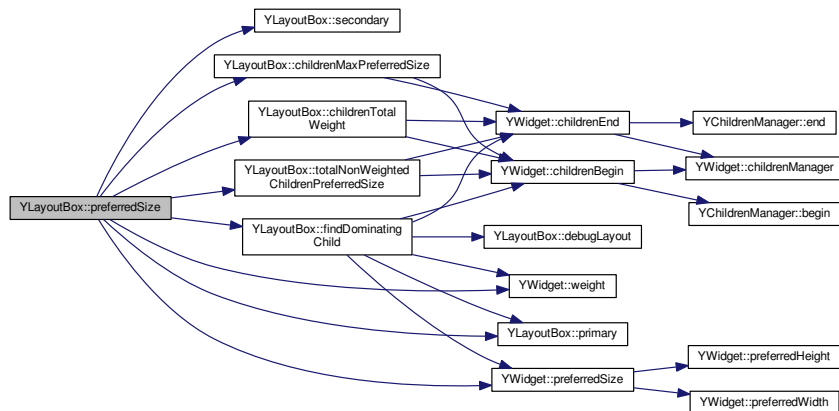 YLayoutBox::secondary
YLayoutBox::childrenMaxPreferredSize
YLayoutBox::childrenTotal
Weight
YWidget::childrenEnd
YChildrenManager::end
YLayoutBox::totalNonWeighted
ChildrenPreferredSize
YWidget::childrenBegin
YWidget::childrenManager
YLayoutBox::preferredSize
YChildrenManager::begin
YLayoutBox::findDominating
Child
YLayoutBox::debugLayout
YWidget::weight
YLayoutBox::primary
YWidget::preferredHeight
YWidget::preferredSize
YWidget::preferredWidth